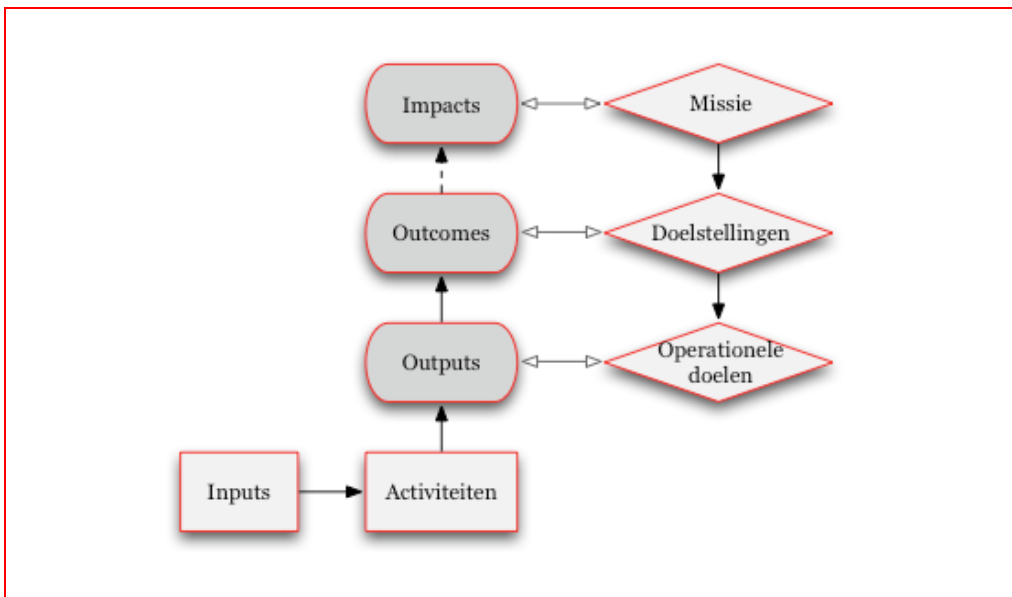 Impacts
Missie
Outcomes
Doelstellingen
Outputs
Operationele
doelen
Inputs
Activiteiten